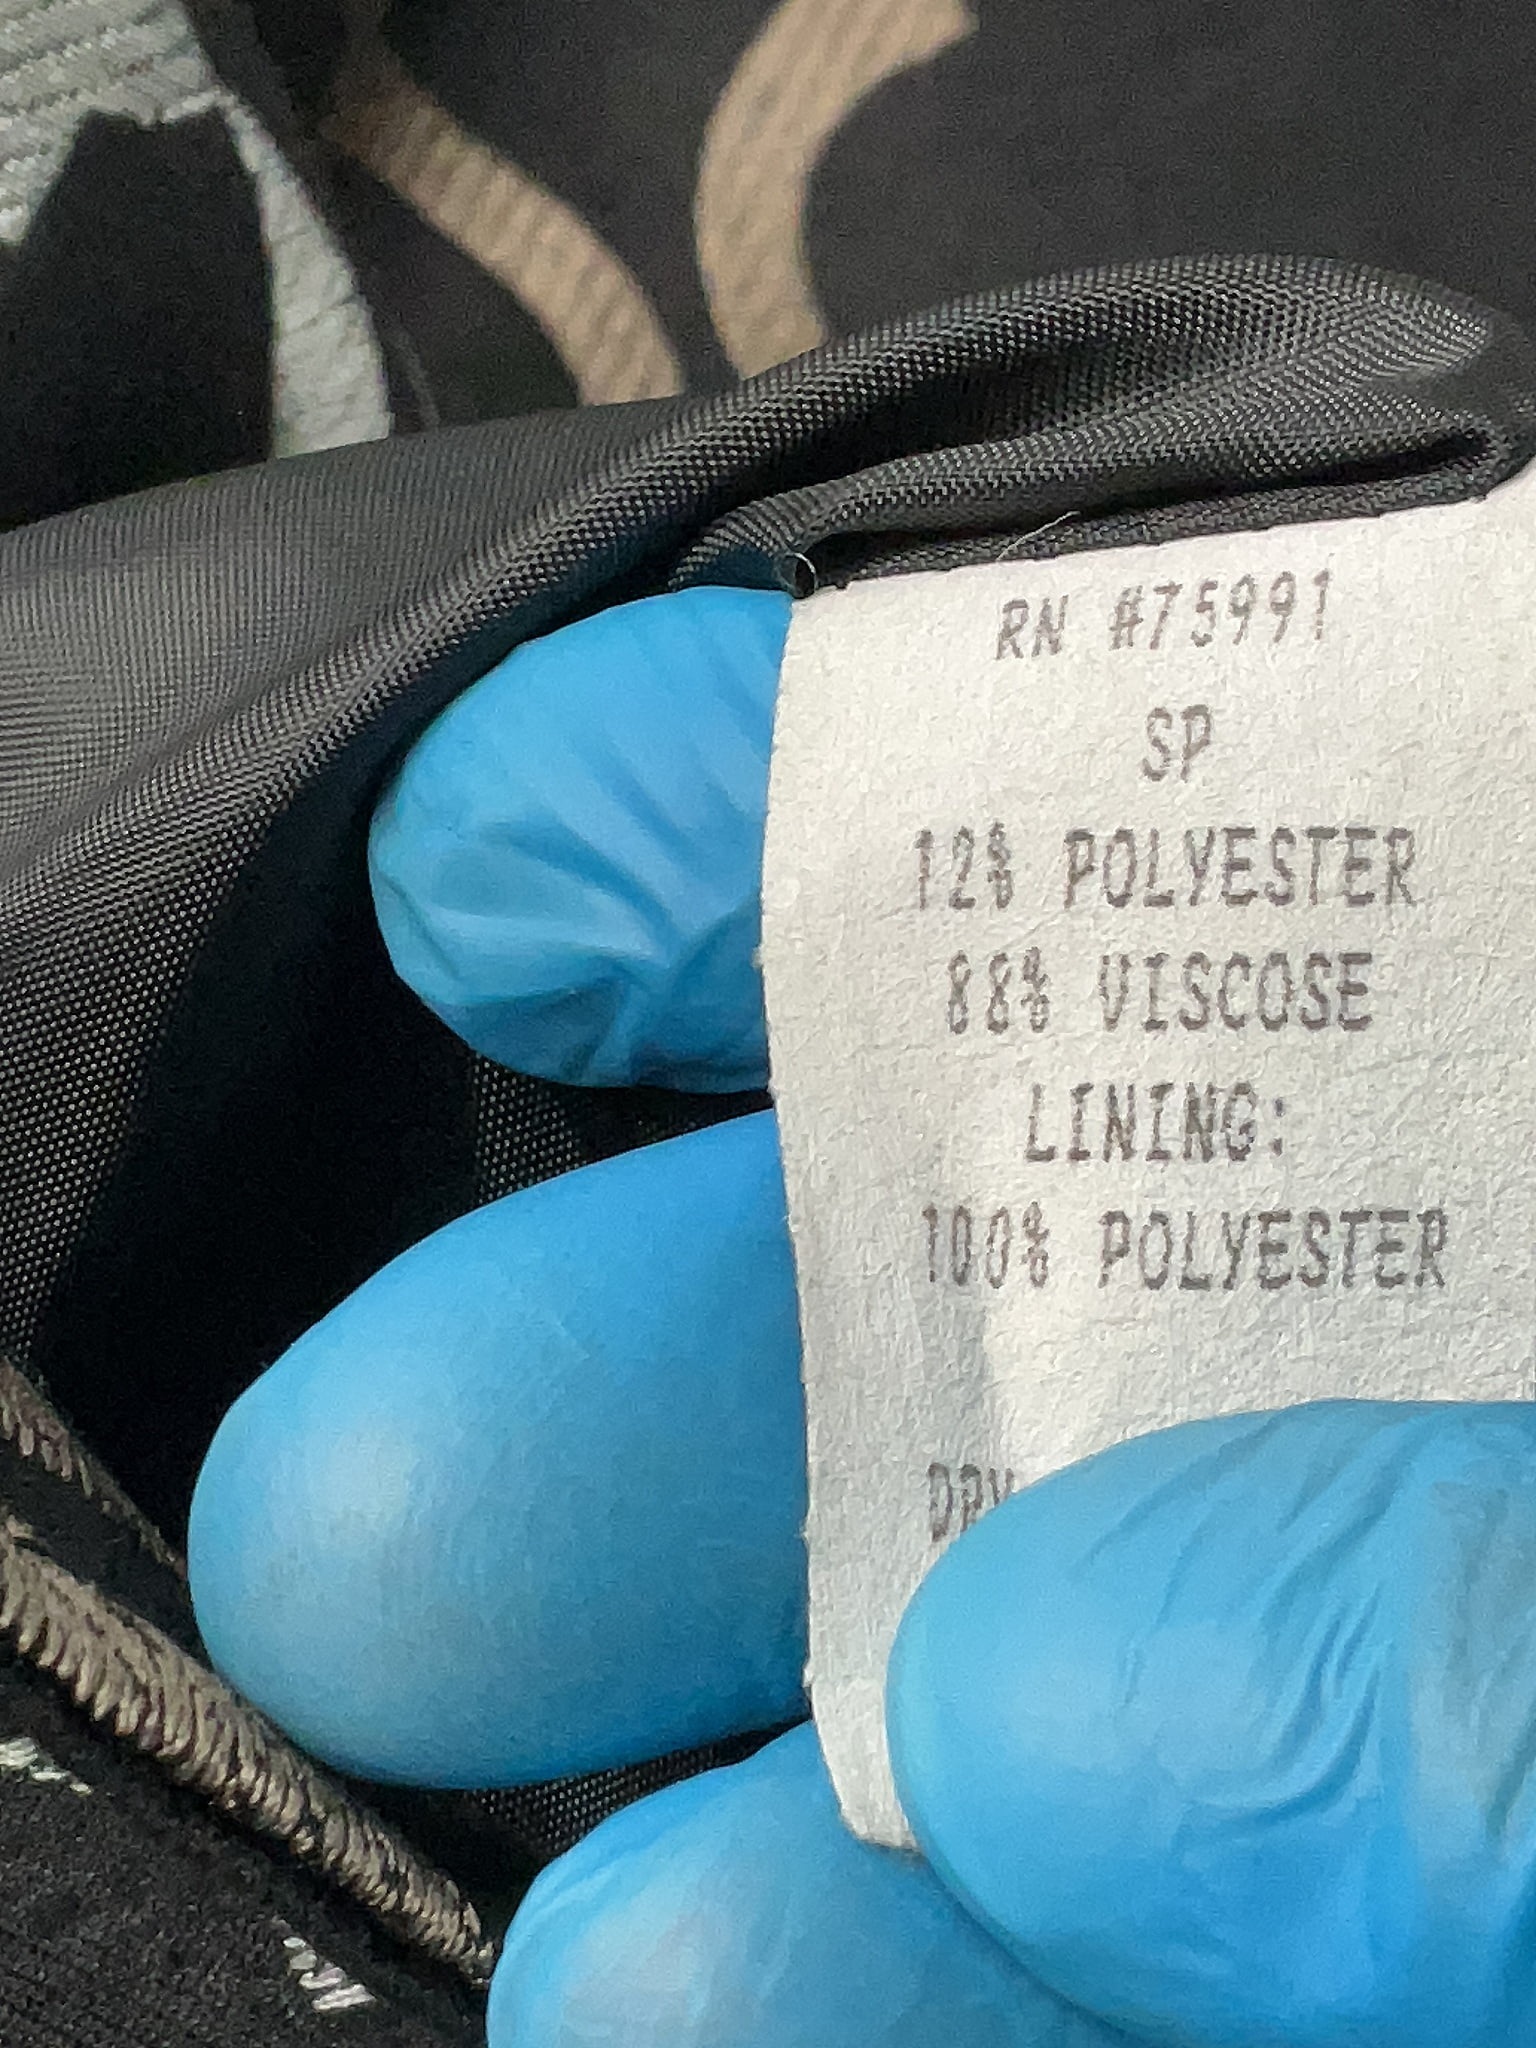 RN #75991
SP
12% POLYESTER
88% VISCOSE
LINING:
100% POLYESTER